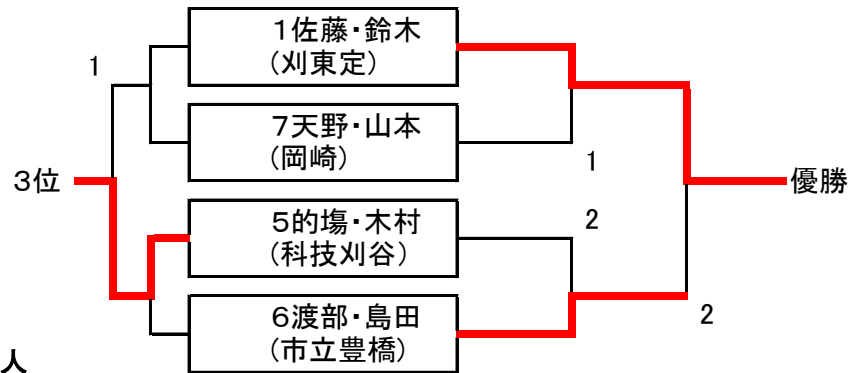 1佐藤・鈴木
(刈東定)
1
7天野・山本
(岡崎)
1
3位
優勝
5的場・木村
(科技刈谷)
2
6渡部・島田
(市立豊橋)
2
人